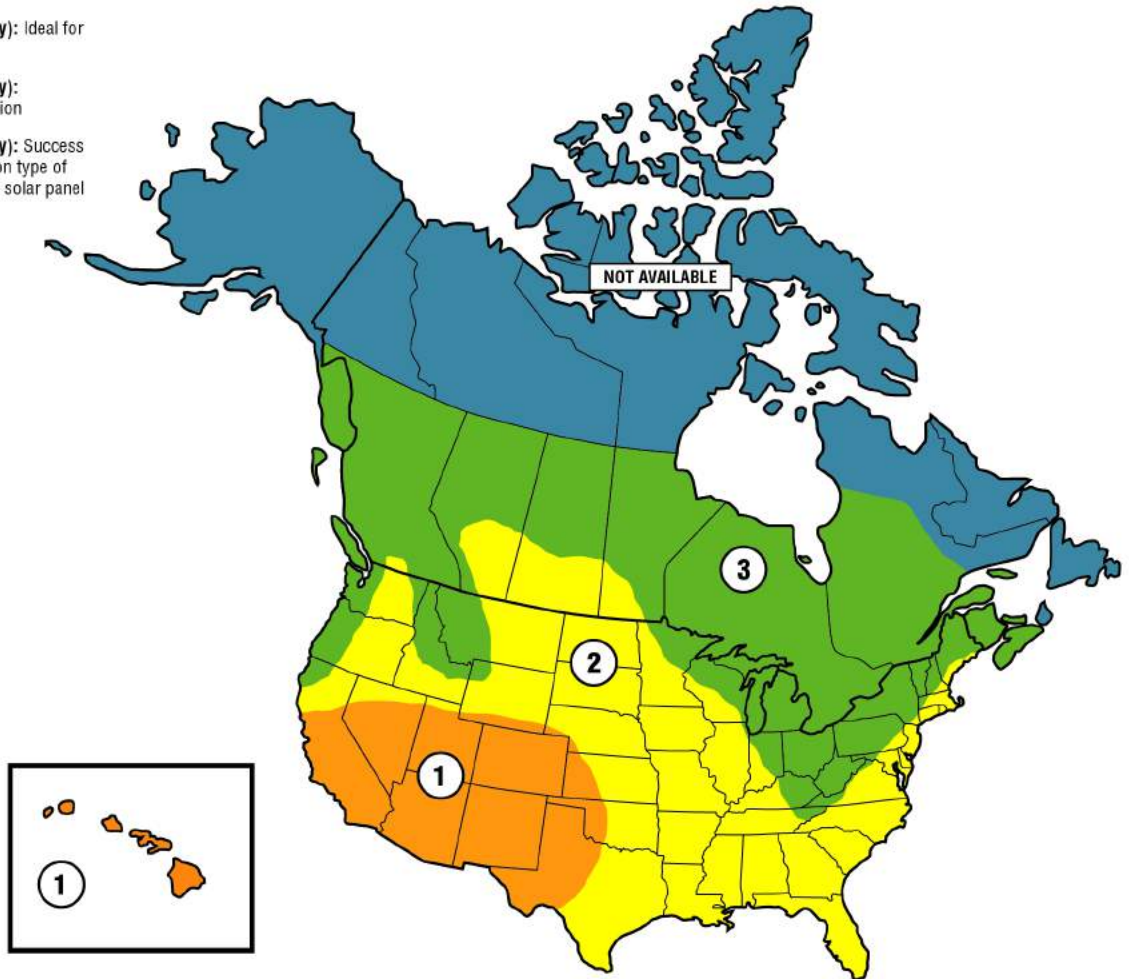 y): Ideal for
y):
ion
y): Success
on type of
solar panel
NOT AVAILABLE
3
2
1
1